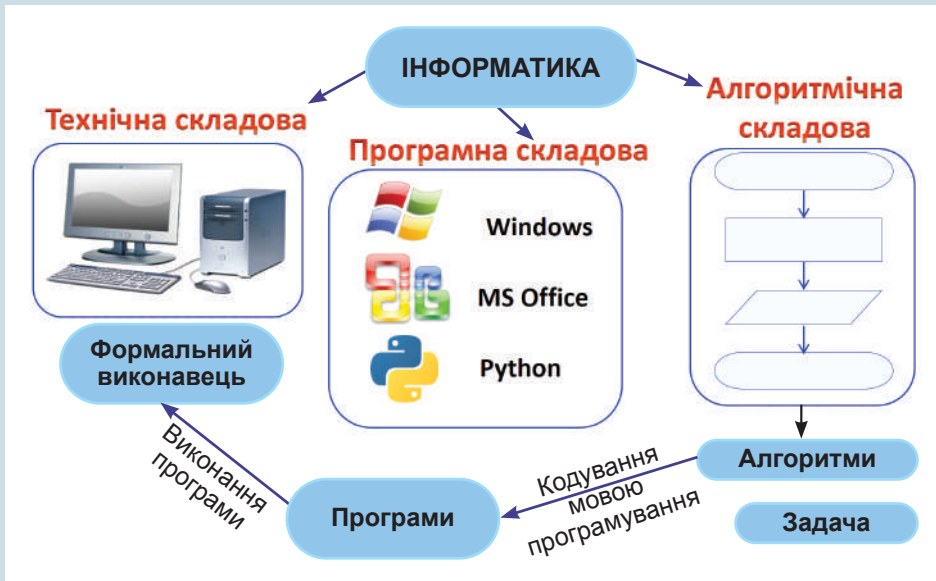 ІНФОРМАТИКА
Технічна складова
Програмна складова
Алгоритмічна
складова
Windows
MS Office
Python
Формальний
виконавець
Виконання
програми
Програми
Кодування
мовою
програмування
Алгоритми
Задача